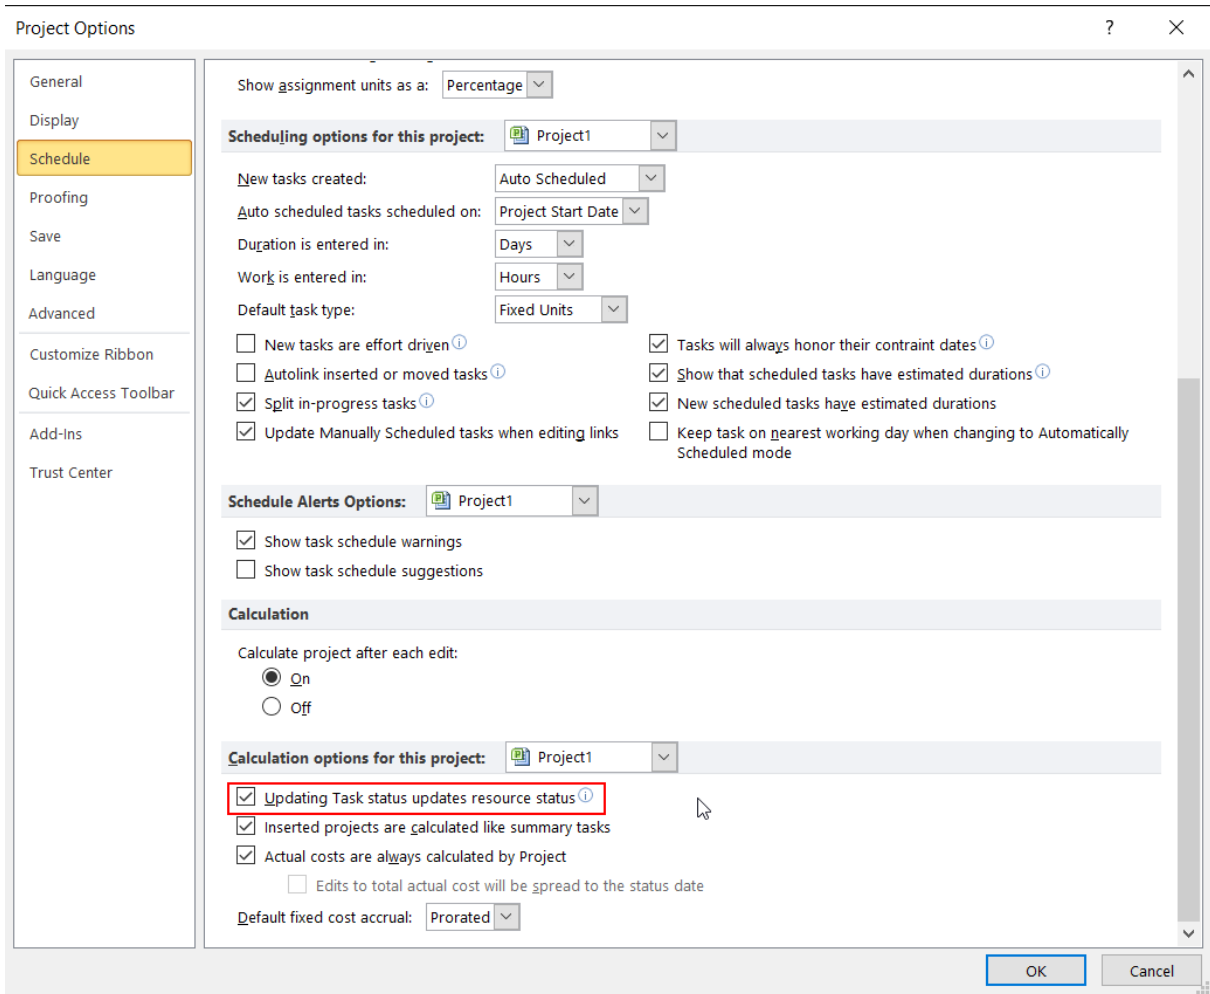 Project Options
?
General
Display
Schedule
Proofing
Save
Language
Advanced
Customize Ribbon
Quick Access Toolbar
Add-Ins
Trust Center
Show assignment units as a: Percentage
Scheduling options for this project: Project1
New tasks created: Auto Scheduled
Auto scheduled tasks scheduled on: Project Start Date
Duration is entered in: Days
Work is entered in: Hours
Default task type: Fixed Units
New tasks are effort driven
Autolink inserted or moved tasks
Split in-progress tasks
Update Manually Scheduled tasks when editing links
Tasks will always honor their contraint dates
Show that scheduled tasks have estimated durations
New scheduled tasks have estimated durations
Keep task on nearest working day when changing to Automatically
Scheduled mode
Schedule Alerts Options: Project1
Show task schedule warnings
Show task schedule suggestions
Calculation
Calculate project after each edit:
On
Off
Calculation options for this project: Project1
Updating Task status updates resource status
Inserted projects are calculated like summary tasks
Actual costs are always calculated by Project
Edits to total actual cost will be spread to the status date
Default fixed cost accrual: Prorated
OK
Cancel